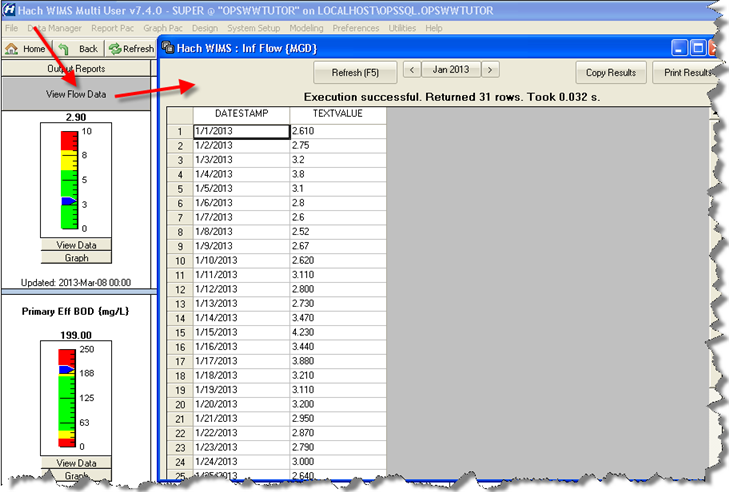 Hach WIMS Multi User v7.4.0 - SUPER @ "OPSWWTUTOR" on LOCALHOST\OPSSQL.OPSWWTUTOR
File Data Manager Report Pac Graph Pac Design System Setup Modeling Preferences Utilities Help
Home Back Refresh
Output Reports
View Flow Data
2.90
10
8
5
3
0
View Data
Graph
Updated: 2013-Mar-08 00:00
Primary Eff BOD {mg/L}
199.00
250
188
125
63
0
View Data
Graph
Hach WIMS : Inf Flow {MGD}
Refresh (F5) < Jan 2013 > Copy Results Print Results
Execution successful. Returned 31 rows. Took 0.032 s.
DATESTAMP TEXTVALUE
1 1/1/2013 2.610
2 1/2/2013 2.75
3 1/3/2013 3.2
4 1/4/2013 3.8
5 1/5/2013 3.1
6 1/6/2013 2.8
7 1/7/2013 2.6
8 1/8/2013 2.52
9 1/9/2013 2.67
10 1/10/2013 2.620
11 1/11/2013 3.110
12 1/12/2013 2.800
13 1/13/2013 2.730
14 1/14/2013 3.470
15 1/15/2013 4.230
16 1/16/2013 3.440
17 1/17/2013 3.880
18 1/18/2013 3.210
19 1/19/2013 3.110
20 1/20/2013 3.200
21 1/21/2013 2.950
22 1/22/2013 2.870
23 1/23/2013 2.790
24 1/24/2013 3.000
25 1/25/2013 2.640